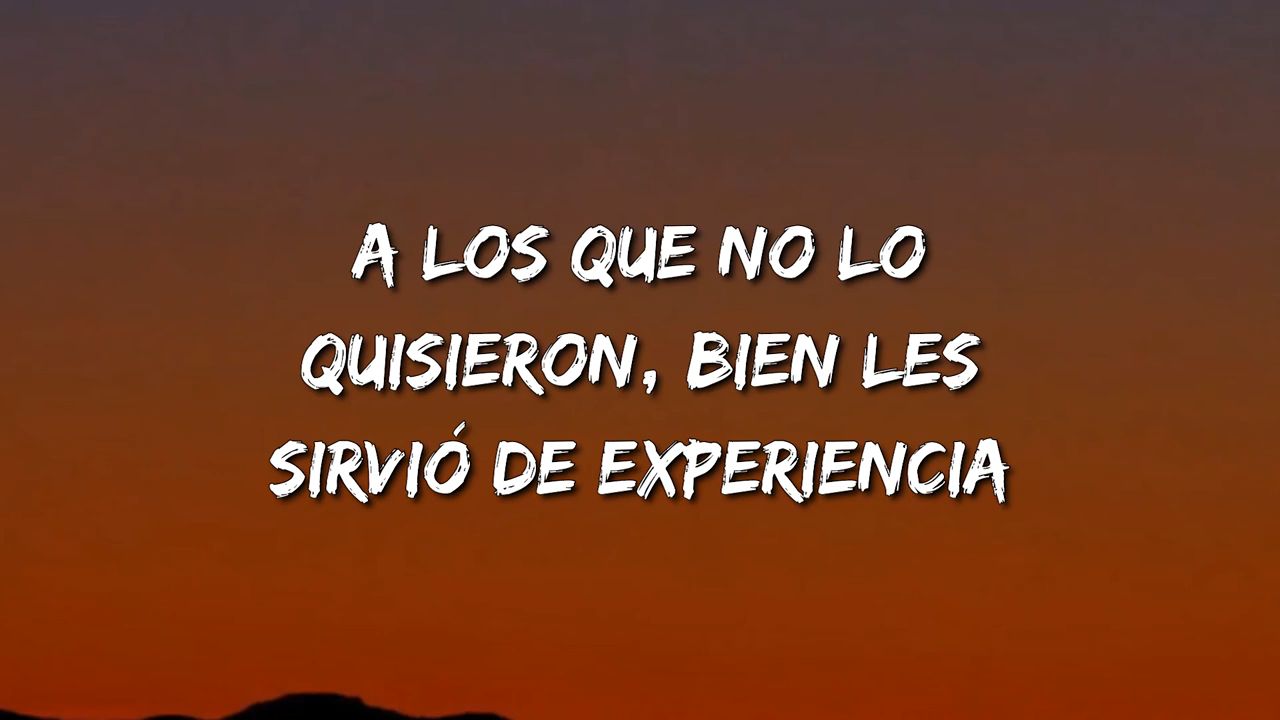 A LOS QUE NO LO
QUISIERON, BIEN LES
SIRVIÓ DE EXPERIENCIA